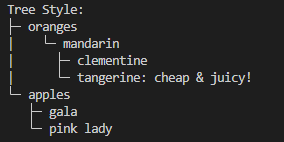 Tree Style:
├─ oranges
│    └─ mandarin
│       ├─ clementine
│       └─ tangerine: cheap & juicy!
└─ apples
   ├─ gala
   └─ pink lady